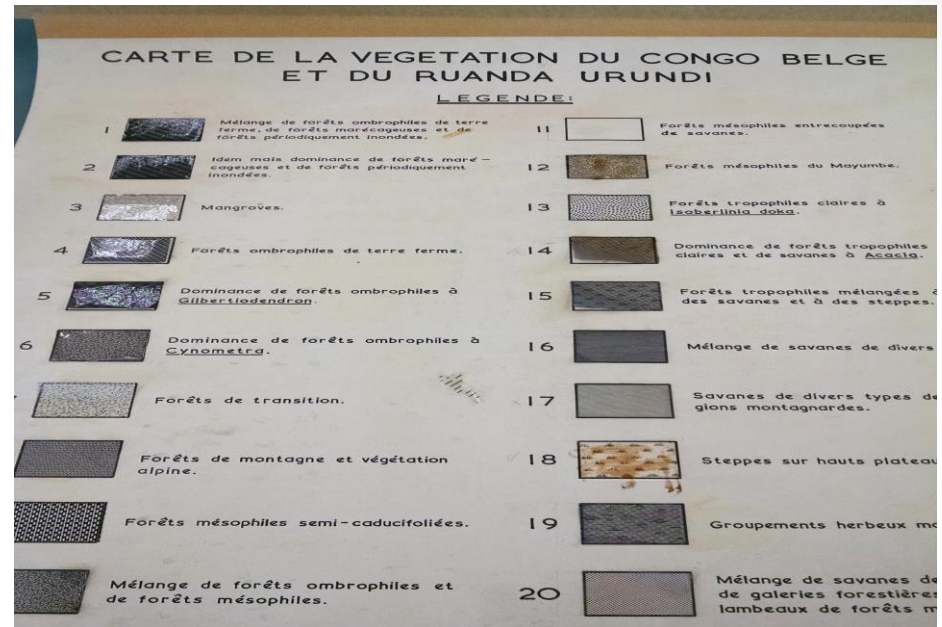 CARTE DE LA VEGETATION DU CONGO BELGE
ET DU RUANDA URUNDI
LEGENDE:
1 Mélange de forêts ombrophiles de terre
ferme, de forêts marécageuses et de
forêts périodiquement inondées.
2 Idem mais dominance de forêts maré-
cageuses et de forêts périodiquement
inondées.
3 Mangroves.
4 Forêts ombrophiles de terre ferme.
5 Dominance de forêts ombrophiles à
Gilbertiodendron.
6 Dominance de forêts ombrophiles à
Cynometra.
Forêts de transition.
Forêts de montagne et végétation
alpine.
Forêts mésophiles semi-caducifoliées.
Mélange de forêts ombrophiles et
de forêts mésophiles.
11 Forêts mésophiles entrecoupées
de savanes.
12 Forêts mésophiles du Mayumbe.
13 Forêts tropophiles claires à
Isoberlinia doka.
14 Dominance de forêts tropophiles
claires et de savanes à Acacia.
15 Forêts tropophiles mélangées
des savanes et à des steppes.
16 Mélange de savanes de divers
17 Savanes de divers types de
gions montagnardes.
18 Steppes sur hauts plateau
19 Groupements herbeux
20 Mélange de savanes de
de galeries forestières
lambeaux de forêts